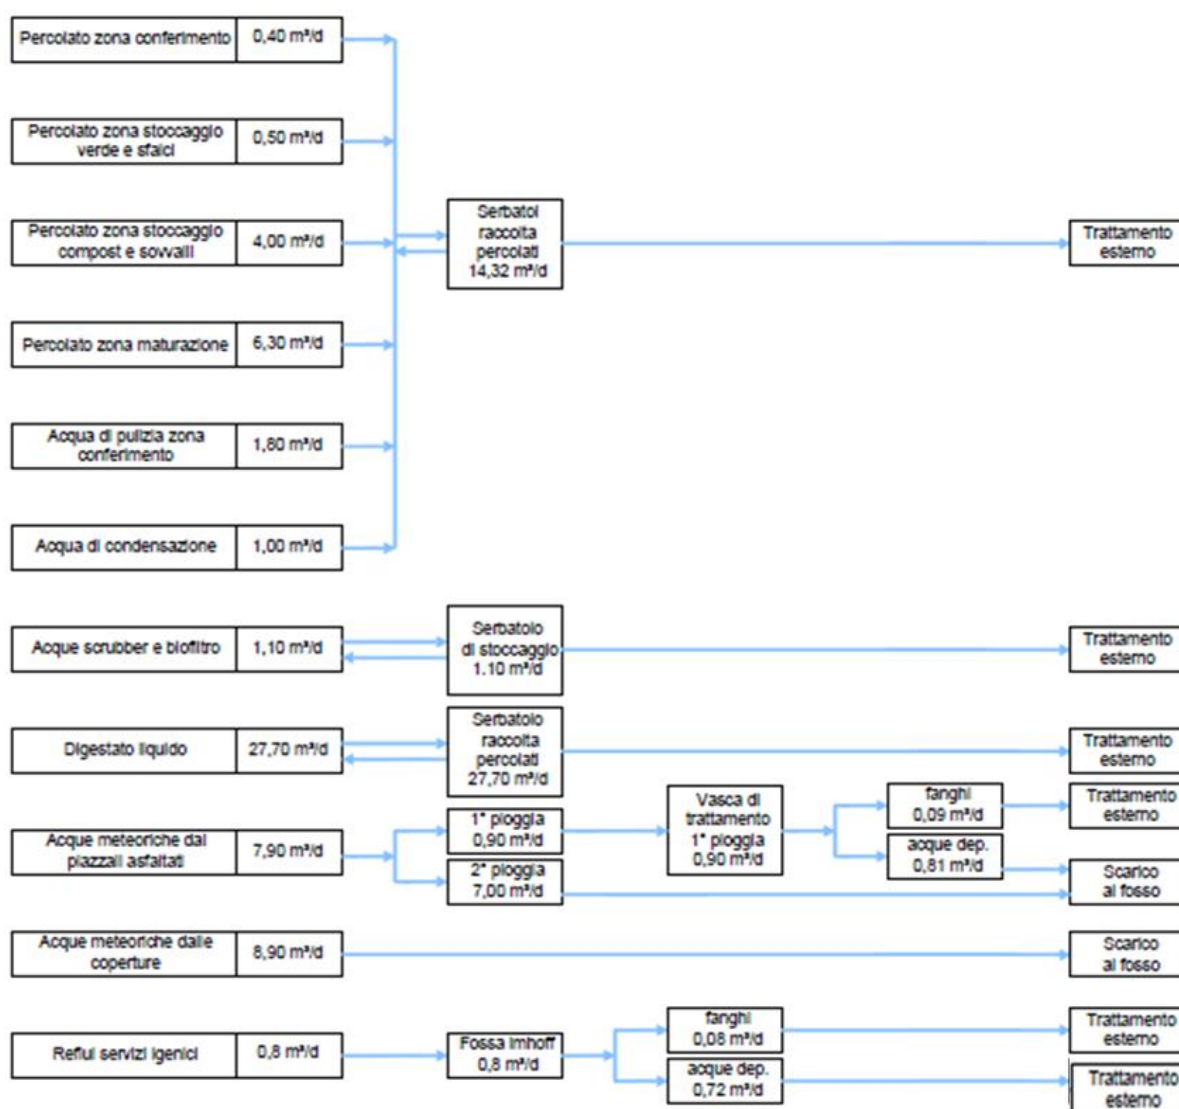 Percolato zona conferimento
0,40 m³/d
Percolato zona stoccaggio
verde e sfalci
0,50 m³/d
Percolato zona stoccaggio
compost e sovvalli
4,00 m³/d
Serbatoi
raccolta
percolati
14,32 m³/d
Trattamento
esterno
Percolato zona maturazione
6,30 m³/d
Acqua di pulizia zona
conferimento
1,80 m³/d
Acqua di condensazione
1,00 m³/d
Acque scrubber e biofiltro
1,10 m³/d
Serbatoio
di stoccaggio
1.10 m³/d
Trattamento
esterno
Digestato liquido
27,70 m³/d
Serbatoio
raccolta
percolati
27,70 m³/d
Trattamento
esterno
Acque meteoriche dai
piazzali asfaltati
7,90 m³/d
1° pioggia
0,90 m³/d
2° pioggia
7,00 m³/d
Vasca di
trattamento
1° pioggia
0,90 m³/d
fanghi
0,09 m³/d
acque dep.
0,81 m³/d
Trattamento
esterno
Scarico
al fosso
Acque meteoriche dalle
coperture
8,90 m³/d
Scarico
al fosso
Reflui servizi igenici
0,8 m³/d
Fossa Imhoff
0,8 m³/d
fanghi
0,08 m³/d
acque dep.
0,72 m³/d
Trattamento
esterno
Trattamento
esterno